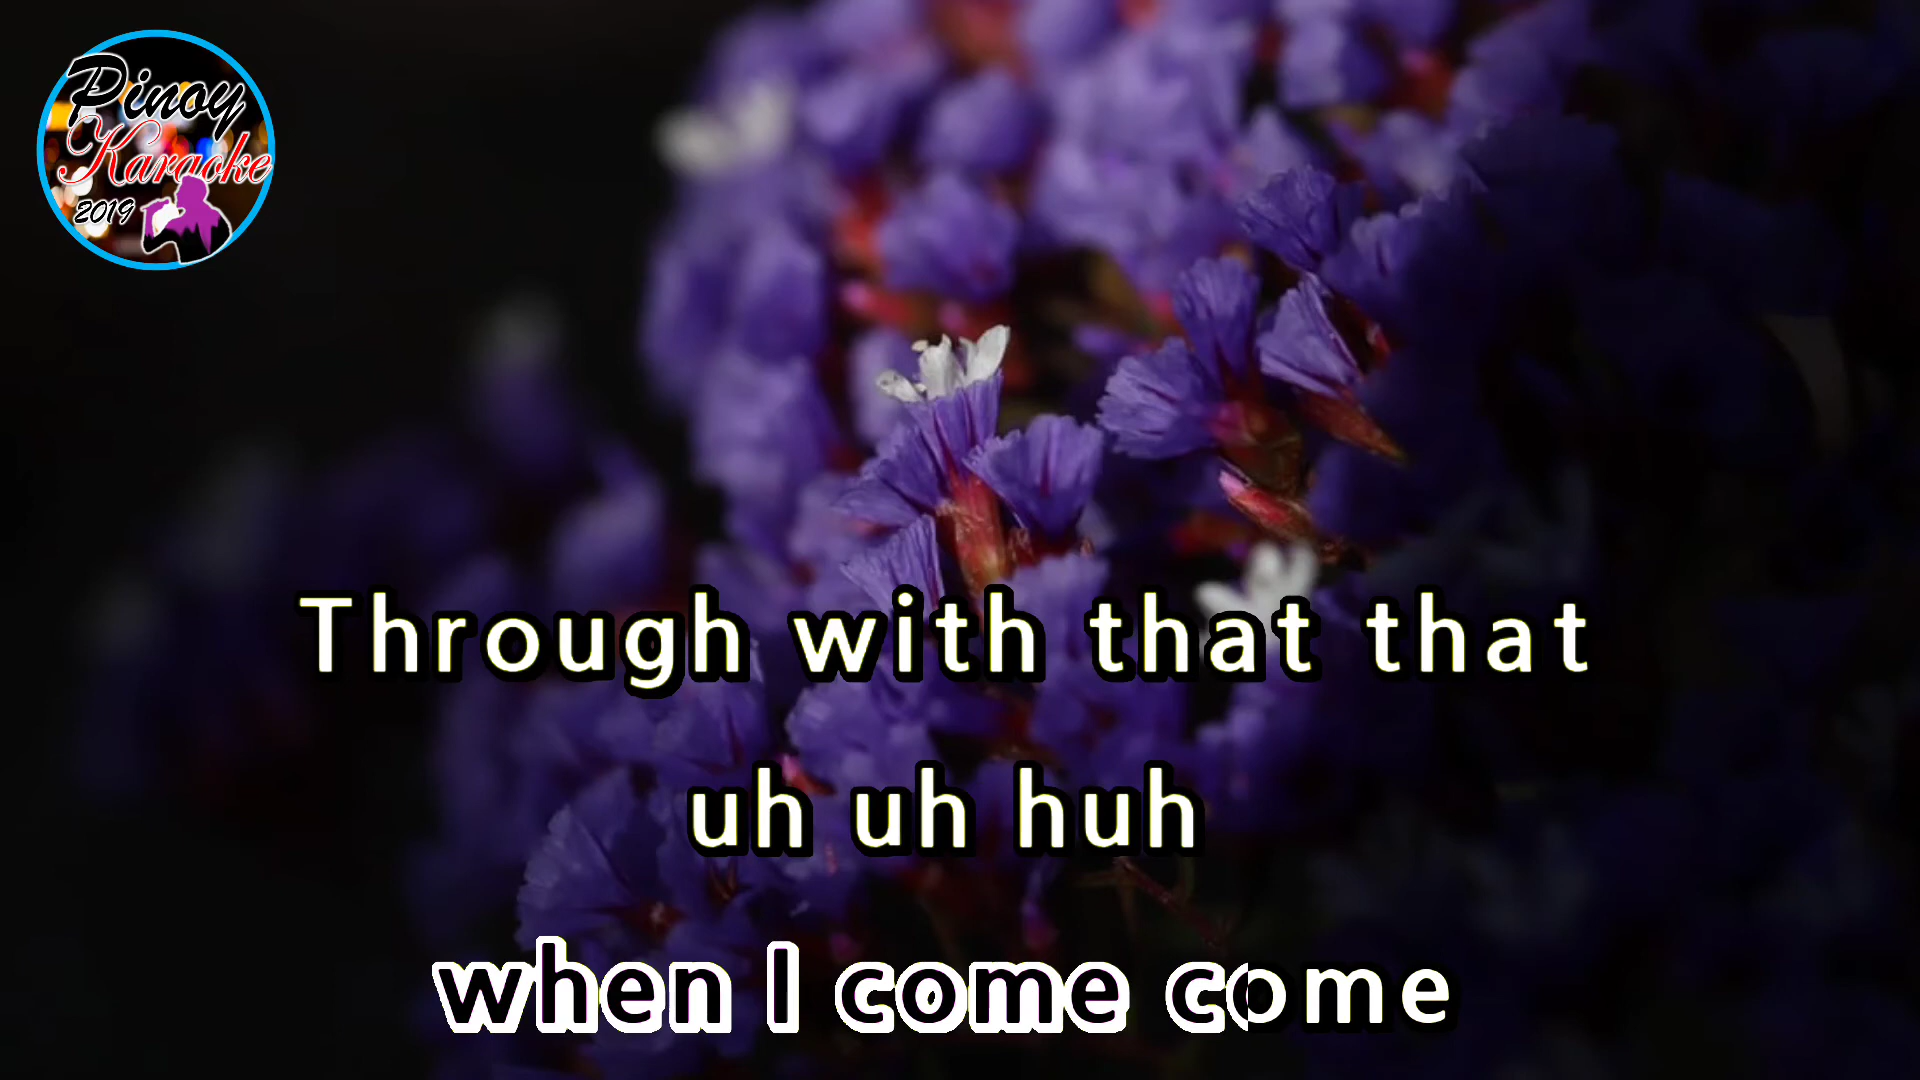 Pinoy
Karaoke
2019
Through with that that
uh uh huh
when I come come